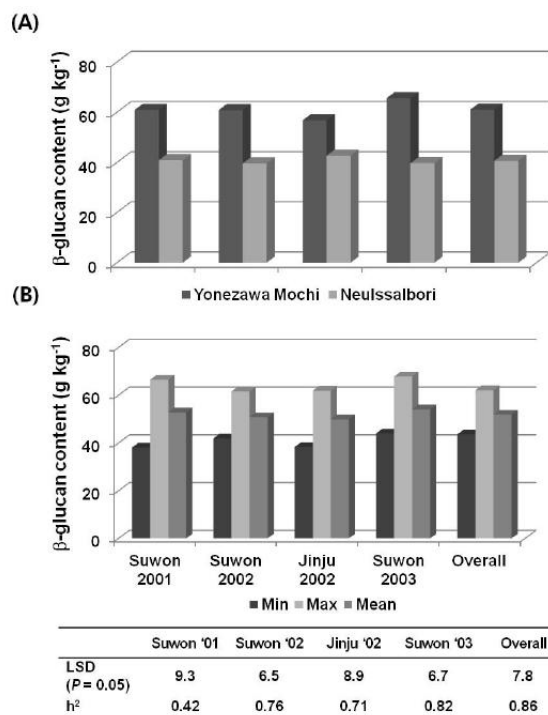 (A)
β-glucan content (g kg-1)
80
60
40
20
0
Yonezawa Mochi Neulssalbori
(B)
β-glucan content (g kg-1)
80
60
40
20
0
Suwon 2001 Suwon 2002 Jinju 2002 Suwon 2003 Overall
Min Max Mean
Suwon '01 Suwon '02 Jinju '02 Suwon '03 Overall
LSD (P = 0.05) 9.3 6.5 8.9 6.7 7.8
h2 0.42 0.76 0.71 0.82 0.86